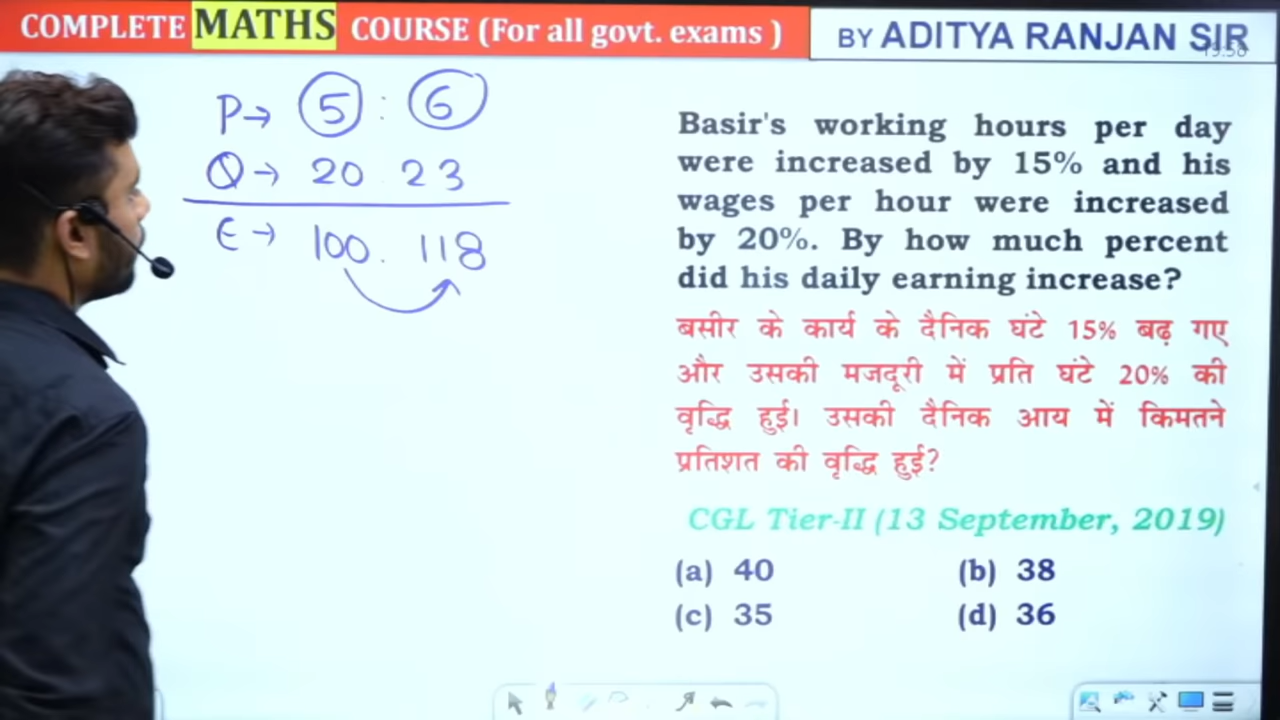 COMPLETE MATHS COURSE (For all govt. exams )
BY ADITYA RANJAN SIR
19:58
P→ 5 : 6
Q→ 20 23
E→ 100. 118
Basir's working hours per day
were increased by 15% and his
wages per hour were increased
by 20%. By how much percent
did his daily earning increase?
बसीर के कार्य के दैनिक घंटे 15% बढ़ गए
और उसकी मजदूरी में प्रति घंटे 20% की
वृद्धि हुई। उसकी दैनिक आय में किमतने
प्रतिशत की वृद्धि हुई?
CGL Tier-II (13 September, 2019)
(a) 40 (b) 38
(c) 35 (d) 36